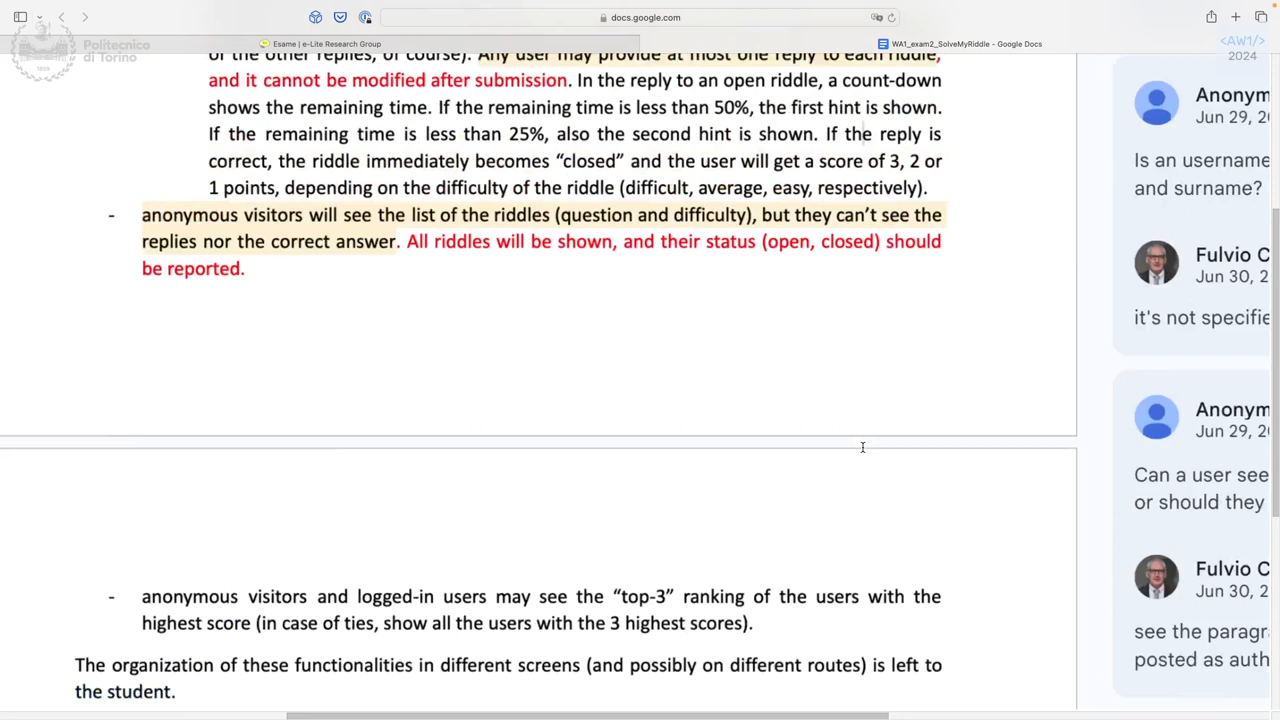 docs.google.com
Politecnico
di Torino
Esame | e-Lite Research Group
WA1_exam2_SolveMyRiddle - Google Docs
<AW1/>
2024
of the other replies, of course). Any user may provide at most one reply to each riddle,
and it cannot be modified after submission. In the reply to an open riddle, a count-down
shows the remaining time. If the remaining time is less than 50%, the first hint is shown.
If the remaining time is less than 25%, also the second hint is shown. If the reply is
correct, the riddle immediately becomes “closed” and the user will get a score of 3, 2 or
1 points, depending on the difficulty of the riddle (difficult, average, easy, respectively).
- anonymous visitors will see the list of the riddles (question and difficulty), but they can’t see the
replies nor the correct answer. All riddles will be shown, and their status (open, closed) should
be reported.
- anonymous visitors and logged-in users may see the “top-3” ranking of the users with the
highest score (in case of ties, show all the users with the 3 highest scores).
The organization of these functionalities in different screens (and possibly on different routes) is left to
the student.
Anonym
Jun 29, 2
Is an username
and surname?
Fulvio C
Jun 30, 2
it's not specifie
Anonym
Jun 29, 2
Can a user see
or should they
Fulvio C
Jun 30, 2
see the paragr
posted as auth